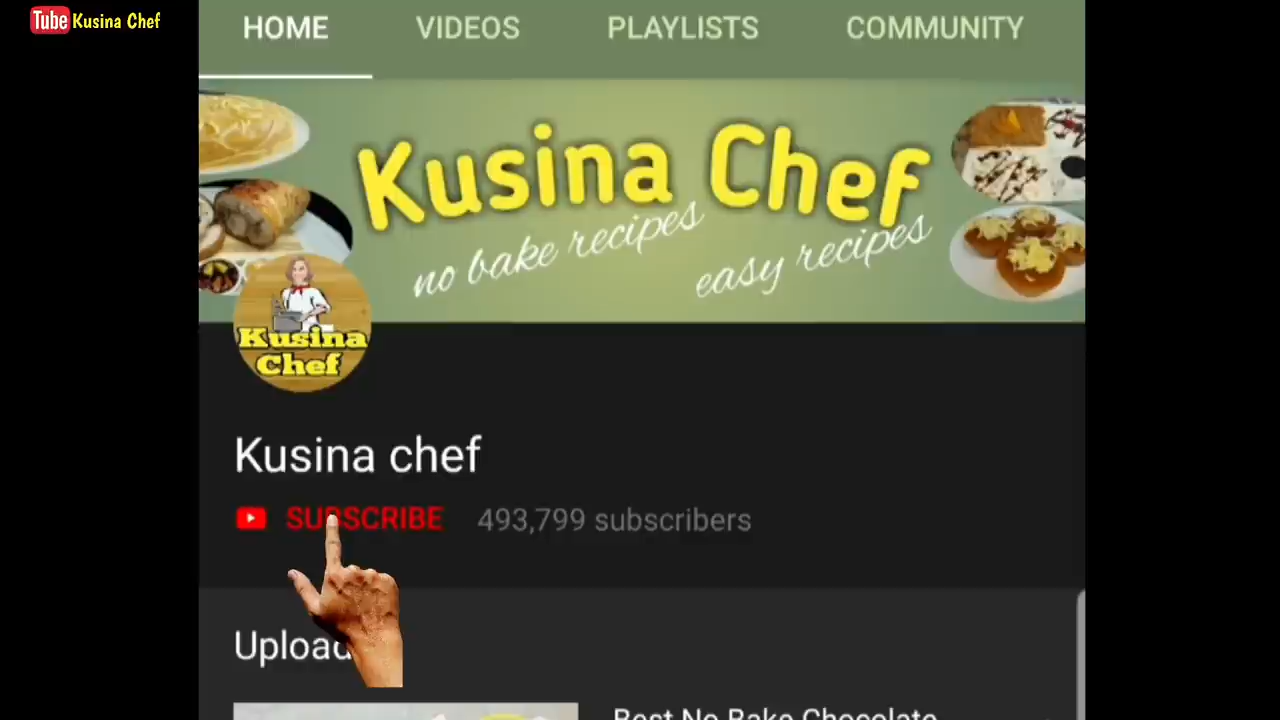 Tube Kusina Chef
HOME VIDEOS PLAYLISTS COMMUNITY
Kusina Chef
no bake recipes
easy recipes
Kusina
Chef
Kusina chef
SUBSCRIBE 493,799 subscribers
Upload
Best No Bake Chocolate